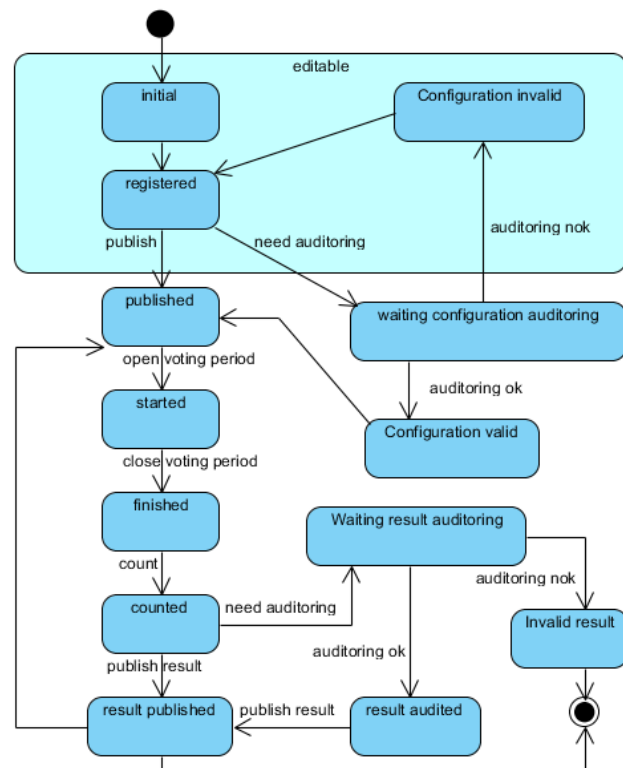 editable
initial
Configuration invalid
registered
publish
need auditoring
auditoring nok
published
waiting configuration auditoring
open voting period
auditoring ok
started
Configuration valid
close voting period
finished
Waiting result auditoring
count
auditoring nok
counted
need auditoring
Invalid result
publish result
auditoring ok
result published
publish result
result audited